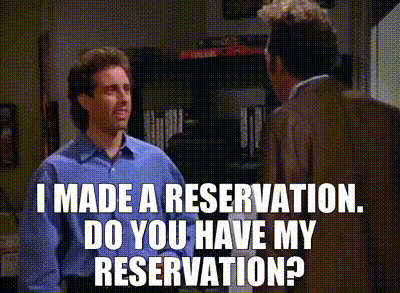 I MADE A RESERVATION.
DO YOU HAVE MY
RESERVATION?